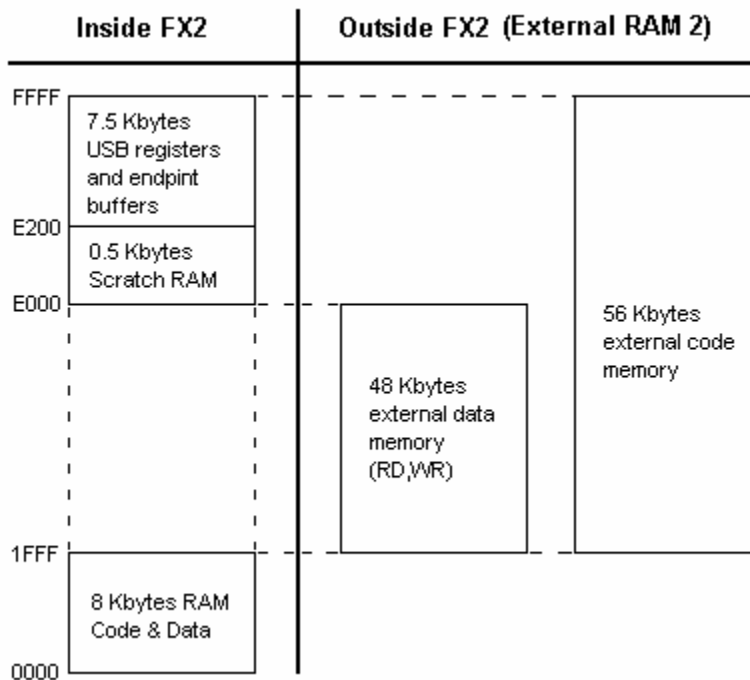 Inside FX2
Outside FX2 (External RAM 2)
FFFF
7.5 Kbytes
USB registers
and endpint
buffers
E200
0.5 Kbytes
Scratch RAM
E000
48 Kbytes
external data
memory
(RD,WR)
56 Kbytes
external code
memory
1FFF
8 Kbytes RAM
Code & Data
0000